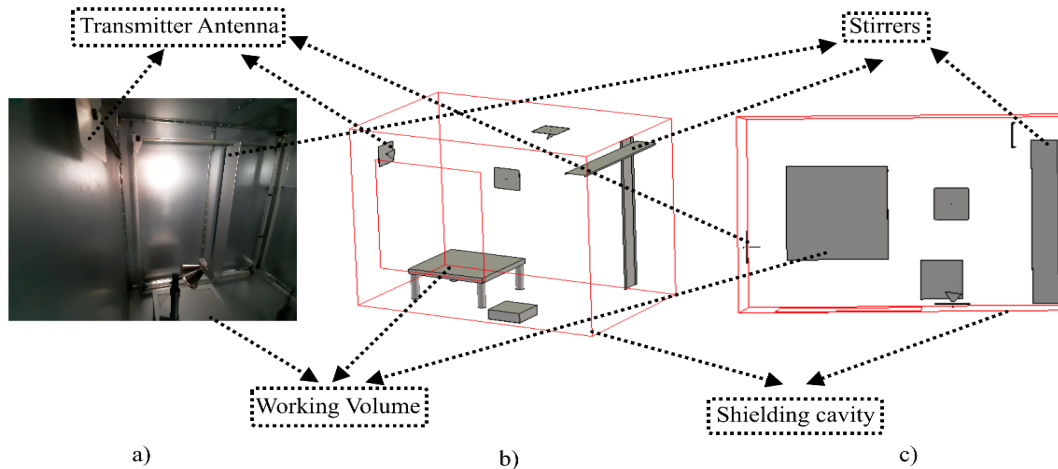 Transmitter Antenna
Stirrers
Working Volume
Shielding cavity
a)
b)
c)